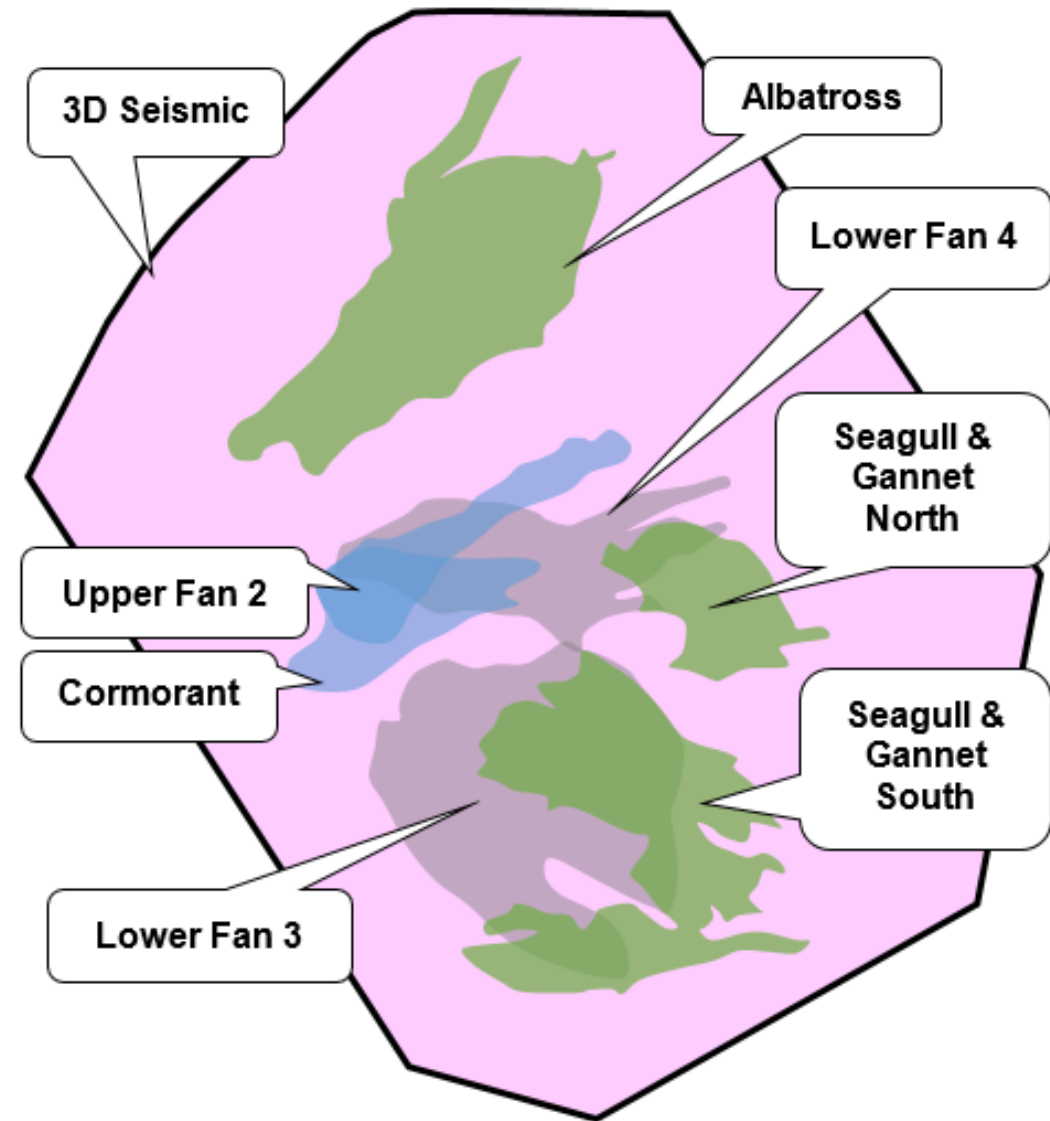 3D Seismic
Albatross
Lower Fan 4
Seagull &
Gannet
North
Upper Fan 2
Cormorant
Seagull &
Gannet
South
Lower Fan 3